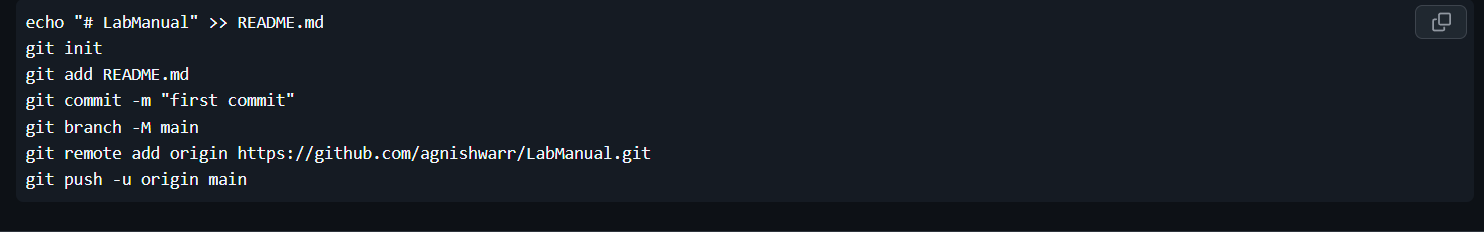 echo "# LabManual" >> README.md
git init
git add README.md
git commit -m "first commit"
git branch -M main
git remote add origin https://github.com/agnishwarr/LabManual.git
git push -u origin main